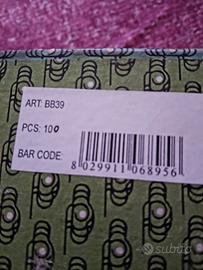 ART: BB39
PCS: 100
BAR CODE:
8 029911 068956
subito